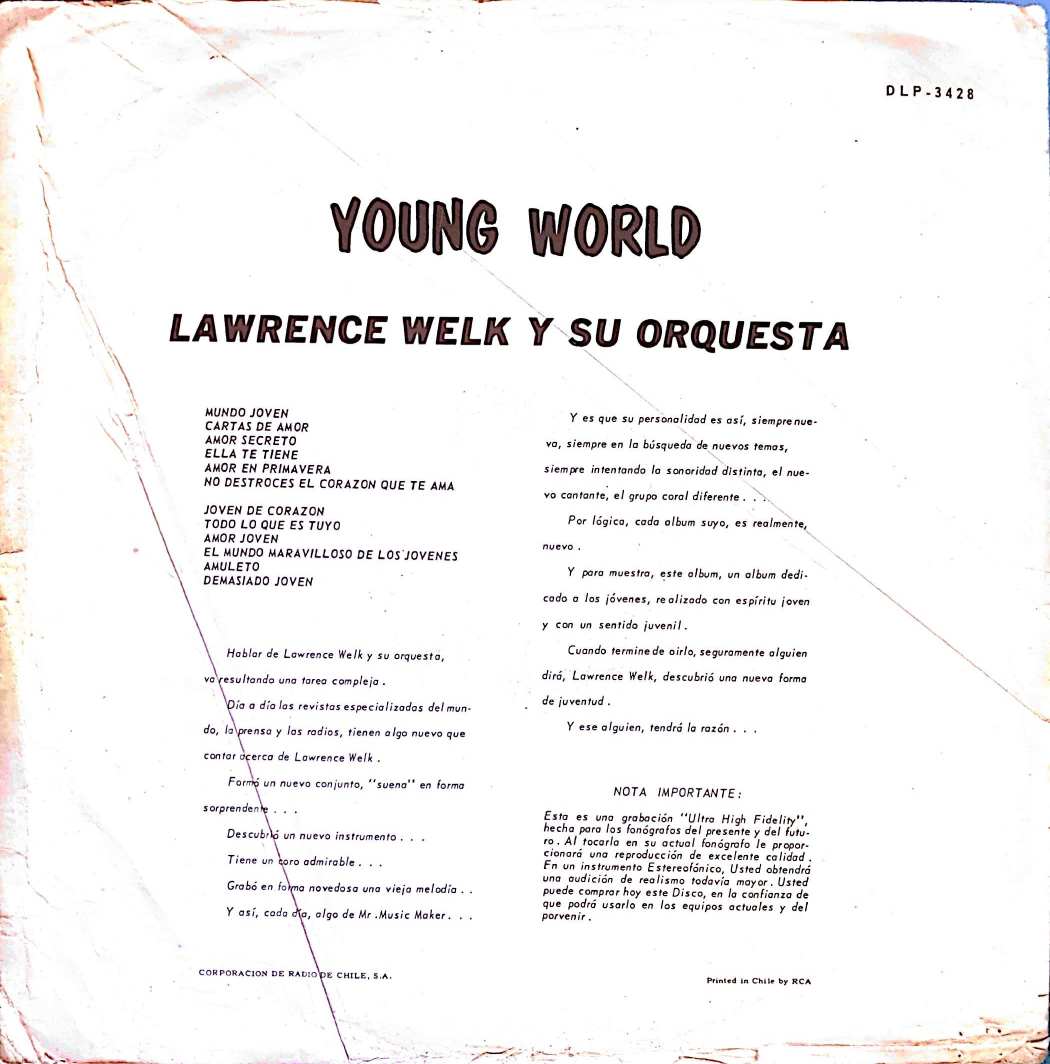 DLP-3428
YOUNG WORLD
LAWRENCE WELK Y SU ORQUESTA
MUNDO JOVEN
CARTAS DE AMOR
AMOR SECRETO
ELLA TE TIENE
AMOR EN PRIMAVERA
NO DESTROCES EL CORAZON QUE TE AMA
JOVEN DE CORAZON
TODO LO QUE ES TUYO
AMOR JOVEN
EL MUNDO MARAVILLOSO DE LOS JOVENES
AMULETO
DEMASIADO JOVEN
Hablar de Lawrence Welk y su orquesta,
va resultando una tarea compleja.
Día a día las revistas especializadas del mun-
do, la prensa y las radios, tienen algo nuevo que
contar acerca de Lawrence Welk.
Formó un nuevo conjunto, "suena" en forma
sorprendente . . .
Descubrió un nuevo instrumento . . .
Tiene un coro admirable . . .
Grabó en forma novedosa una vieja melodía . .
Y así, cada día, algo de Mr. Music Maker . . .
Y es que su personalidad es así, siempre nue-
va, siempre en la búsqueda de nuevos temas,
siempre intentando la sonoridad distinta, el nue-
vo cantante, el grupo coral diferente . . .
Por lógica, cada album suyo, es realmente,
nuevo.
Y para muestra, este album, un album dedi-
cado a los jóvenes, realizado con espíritu joven
y con un sentido juvenil.
Cuando termine de oirlo, seguramente alguien
dirá, Lawrence Welk, descubrió una nueva forma
de juventud.
Y ese alguien, tendrá la razón . . .
NOTA IMPORTANTE:
Esta es una grabación "Ultra High Fidelity",
hecha para los fonógrafos del presente y del futu-
ro. Al tocarla en su actual fonógrafo le propor-
cionará una reproducción de excelente calidad.
En un instrumento Estereofónico, Usted obtendrá
una audición de realismo todavía mayor. Usted
puede comprar hoy este Disco, en la confianza de
que podrá usarlo en los equipos actuales y del
porvenir.
CORPORACION DE RADIO DE CHILE, S.A.
Printed in Chile by RCA